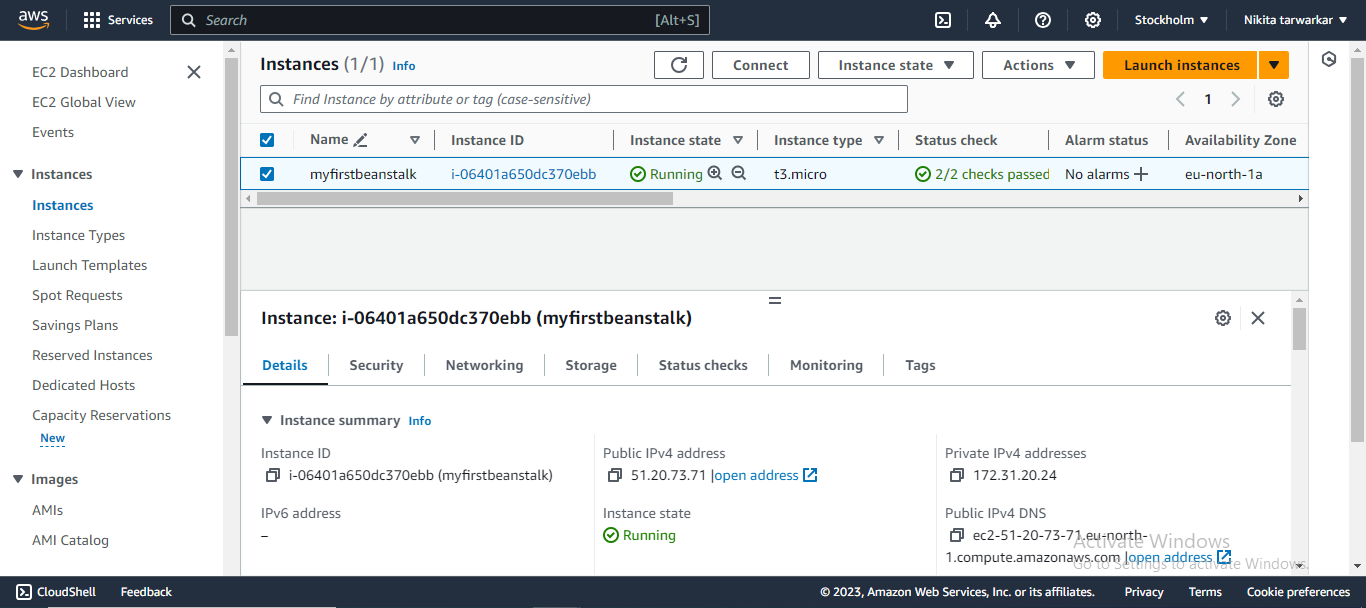 aws Services Search [Alt+S] Stockholm Nikita tarwarkar
EC2 Dashboard
EC2 Global View
Events
Instances
Instances
Instance Types
Launch Templates
Spot Requests
Savings Plans
Reserved Instances
Dedicated Hosts
Capacity Reservations
New
Images
AMIs
AMI Catalog
Instances (1/1) Info Connect Instance state Actions Launch instances
Find Instance by attribute or tag (case-sensitive) 1
Name Instance ID Instance state Instance type Status check Alarm status Availability Zone
myfirstbeanstalk i-06401a650dc370ebb Running t3.micro 2/2 checks passed No alarms eu-north-1a
Instance: i-06401a650dc370ebb (myfirstbeanstalk)
Details Security Networking Storage Status checks Monitoring Tags
Instance summary Info
Instance ID
i-06401a650dc370ebb (myfirstbeanstalk)
IPv6 address
–
Public IPv4 address
51.20.73.71 |open address
Instance state
Running
Private IPv4 addresses
172.31.20.24
Public IPv4 DNS
ec2-51-20-73-71.eu-north-
1.compute.amazonaws.com |open address
Activate Windows
Go to Settings to activate Windows.
CloudShell Feedback © 2023, Amazon Web Services, Inc. or its affiliates. Privacy Terms Cookie preferences